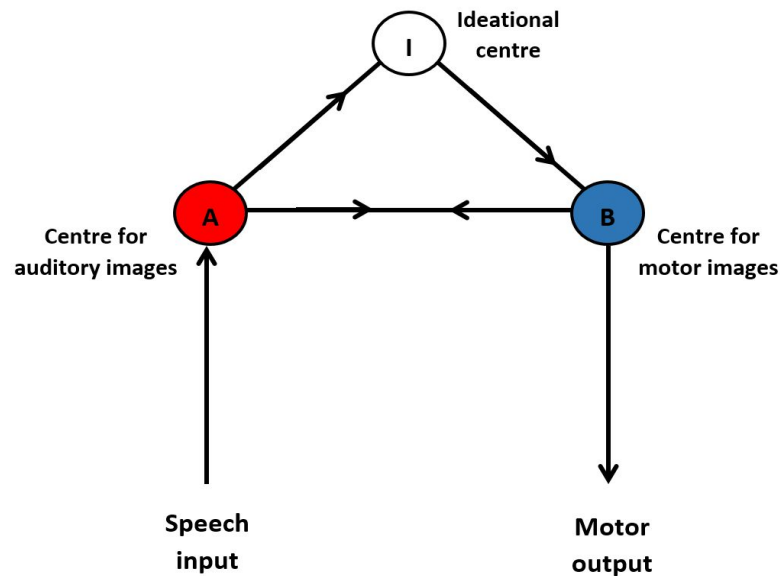 I
Ideational
centre
A
B
Centre for
auditory images
Centre for
motor images
Speech
input
Motor
output